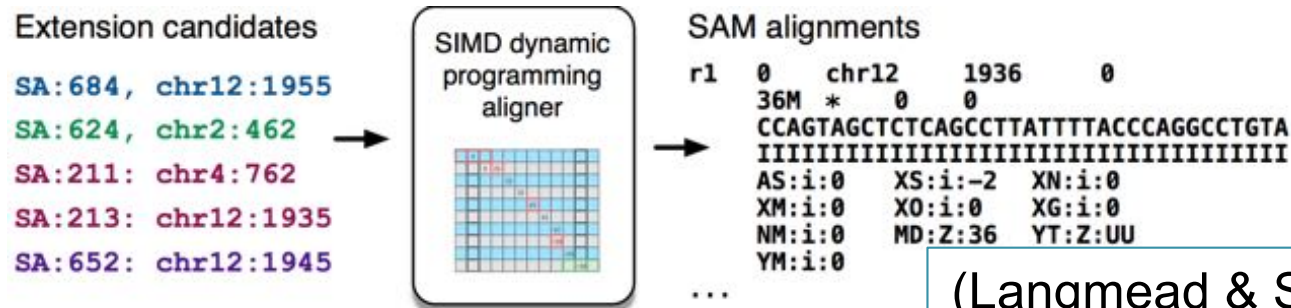 Extension candidates
SA:684, chr12:1955
SA:624, chr2:462
SA:211: chr4:762
SA:213: chr12:1935
SA:652: chr12:1945
SIMD dynamic
programming
aligner
SAM alignments
r1 0 chr12 1936 0
36M * 0 0
CCAGTAGCTCTCAGCCTTATTTTACCCAGGCCTGTA
IIIIIIIIIIIIIIIIIIIIIIIIIIIIIIIIIIII
AS:i:0 XS:i:-2 XN:i:0
XM:i:0 XO:i:0 XG:i:0
NM:i:0 MD:Z:36 YT:Z:UU
YM:i:0
...
(Langmead & S